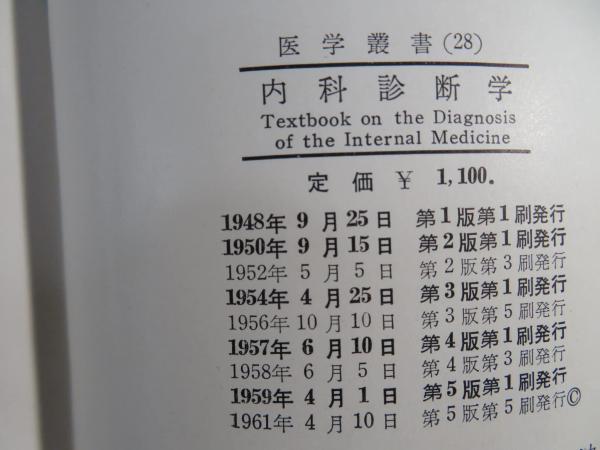 医学叢書(28)
内科診断学
Textbook on the Diagnosis
of the Internal Medicine
定価 ¥ 1,100.
1948年 9月25日 第1版第1刷発行
1950年 9月15日 第2版第1刷発行
1952年 5月 5日 第2版第3刷発行
1954年 4月25日 第3版第1刷発行
1956年 10月10日 第3版第5刷発行
1957年 6月10日 第4版第1刷発行
1958年 6月 5日 第4版第3刷発行
1959年 4月 1日 第5版第1刷発行
1961年 4月10日 第5版第5刷発行©